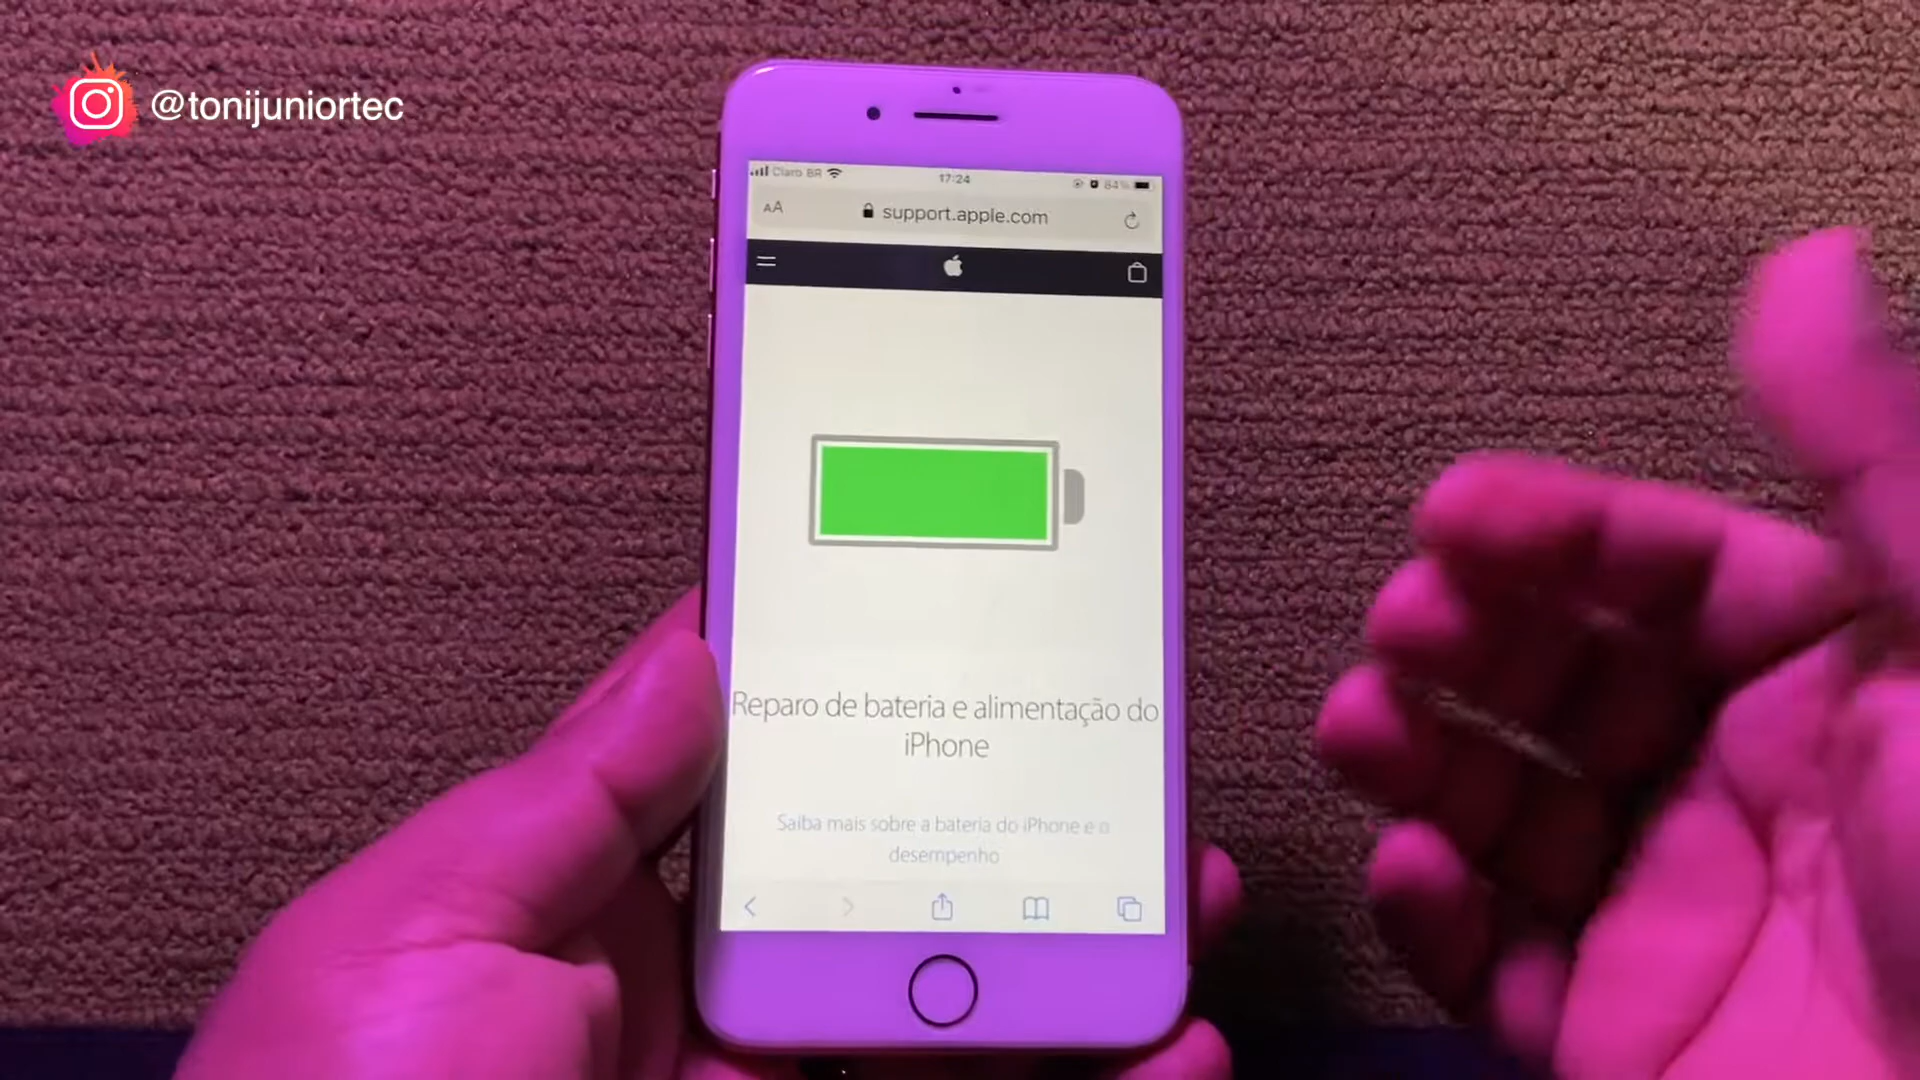 @tonijuniortec
Claro BR
17:24
84%
AA
support.apple.com
Reparo de bateria e alimentação do
iPhone
Saiba mais sobre a bateria do iPhone e o
desempenho